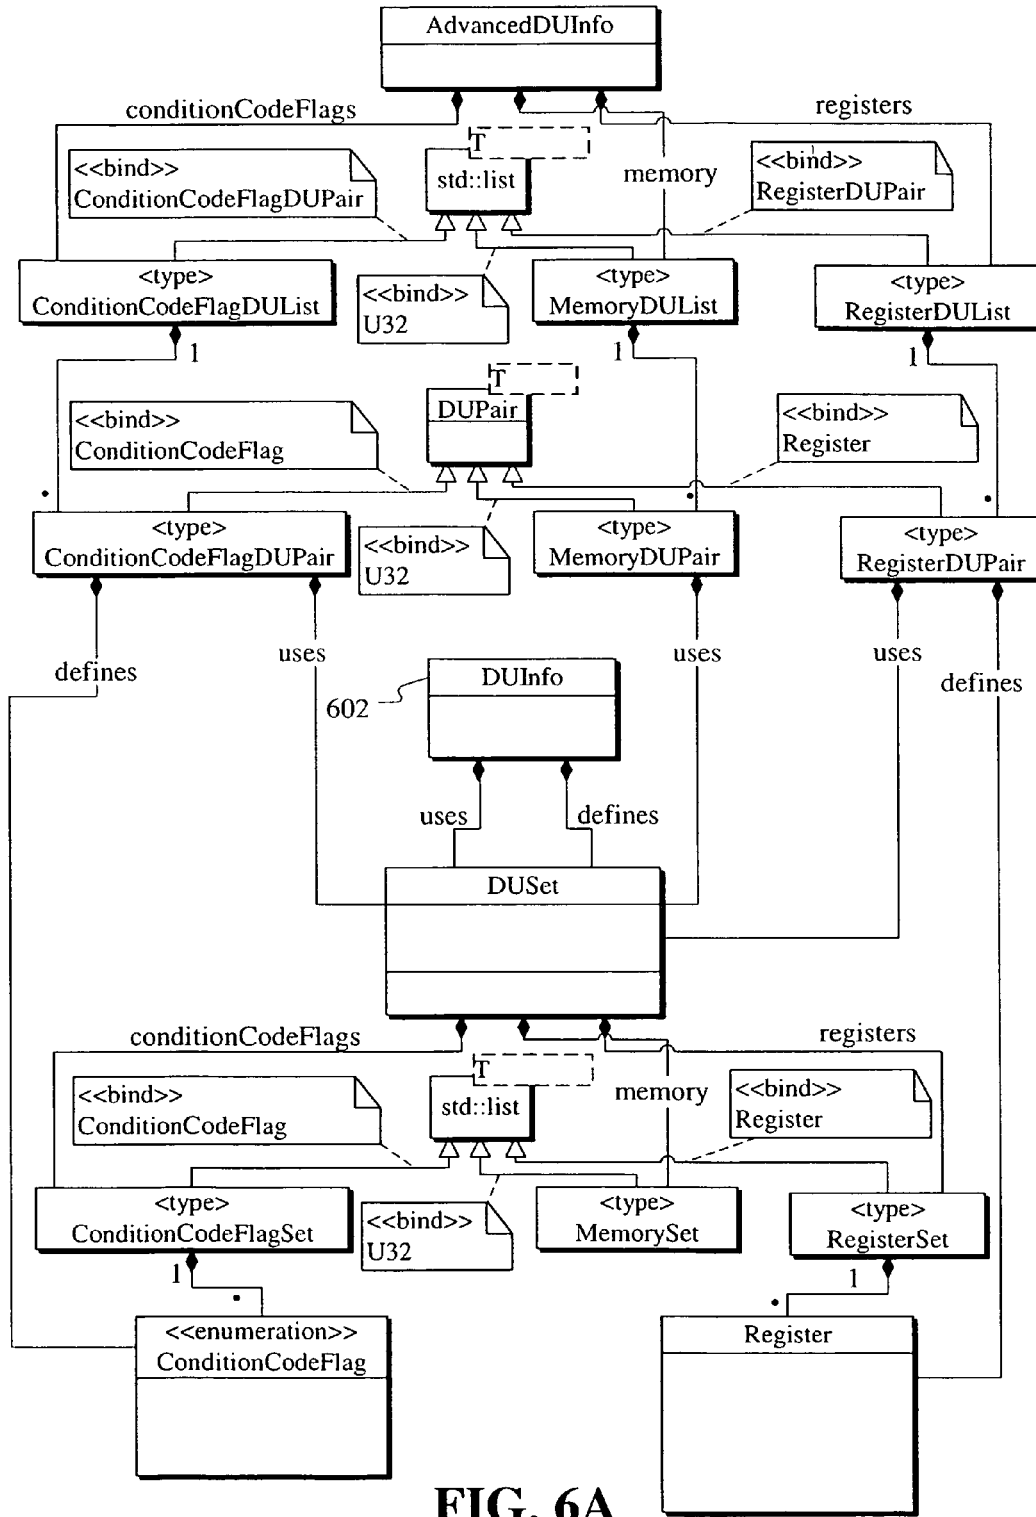 AdvancedDUInfo
conditionCodeFlags
registers
T
std::list
memory
<<bind>>
ConditionCodeFlagDUPair
<<bind>>
RegisterDUPair
<type>
ConditionCodeFlagDUList
<<bind>>
U32
<type>
MemoryDUList
<type>
RegisterDUList
1
1
1
T
DUPair
<<bind>>
ConditionCodeFlag
<<bind>>
Register
<type>
ConditionCodeFlagDUPair
<<bind>>
U32
<type>
MemoryDUPair
<type>
RegisterDUPair
defines
uses
uses
uses
defines
DUInfo
602
uses
defines
DUSet
conditionCodeFlags
registers
T
std::list
memory
<<bind>>
ConditionCodeFlag
<<bind>>
Register
<type>
ConditionCodeFlagSet
<<bind>>
U32
<type>
MemorySet
<type>
RegisterSet
1
1
<<enumeration>>
ConditionCodeFlag
Register
FIG. 6A